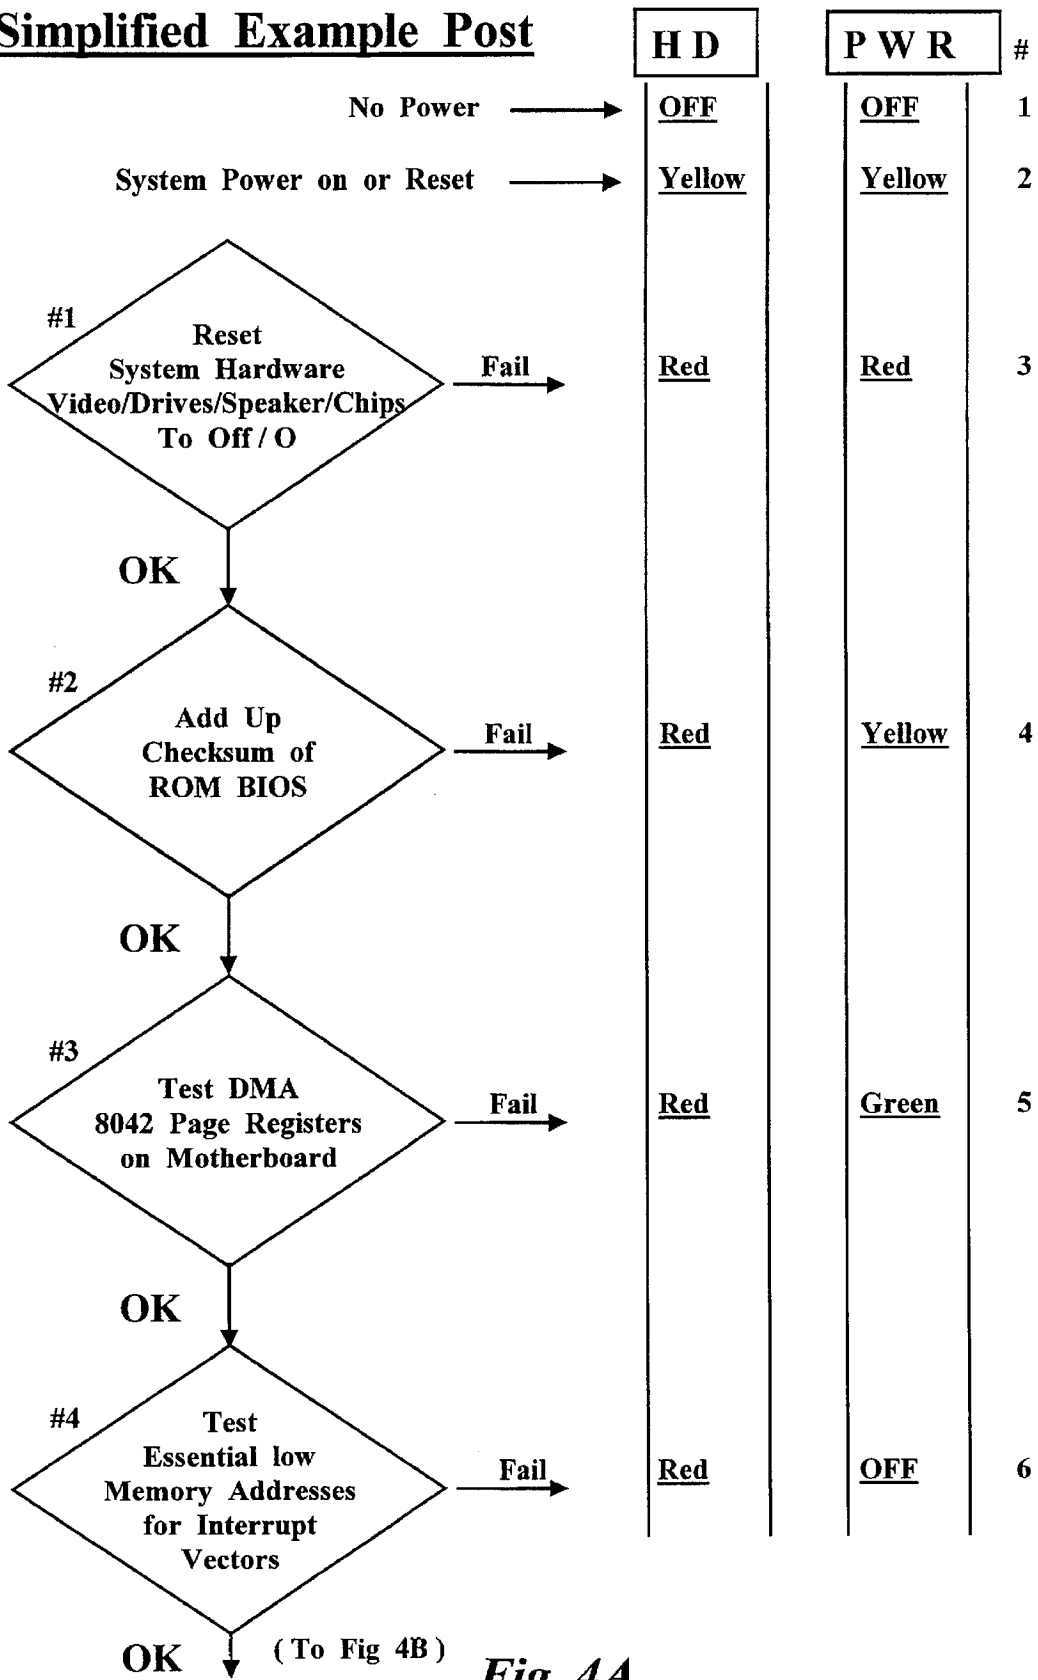 Simplified Example Post
HD
PWR
#
No Power
OFF
OFF
1
System Power on or Reset
Yellow
Yellow
2
#1
Reset
System Hardware
Video/Drives/Speaker/Chips
To Off / O
Fail
Red
Red
3
OK
#2
Add Up
Checksum of
ROM BIOS
Fail
Red
Yellow
4
OK
#3
Test DMA
8042 Page Registers
on Motherboard
Fail
Red
Green
5
OK
#4
Test
Essential low
Memory Addresses
for Interrupt
Vectors
Fail
Red
OFF
6
OK
( To Fig 4B )
Fig 4A